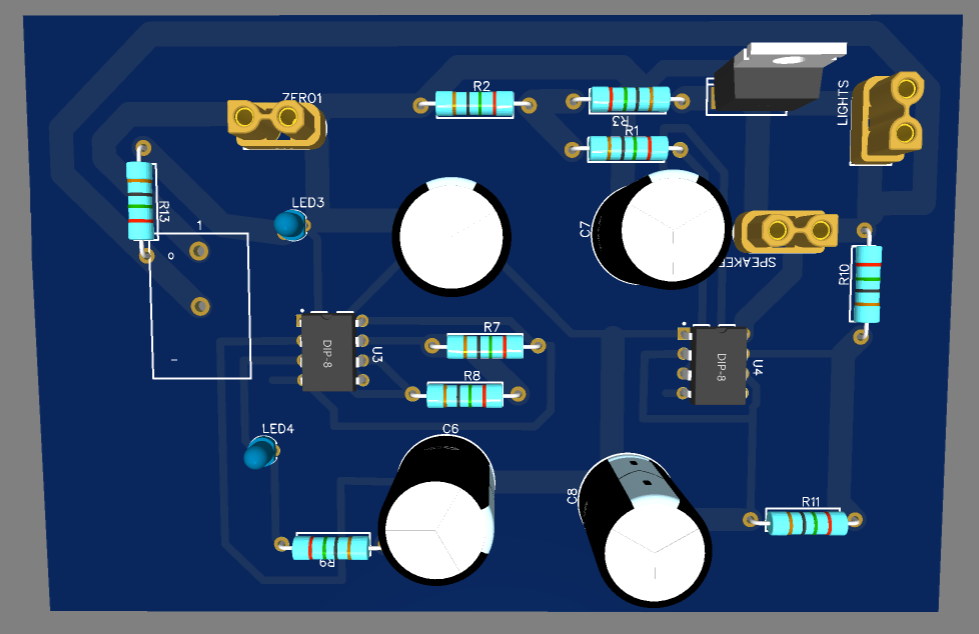 R2
ZERO1
R3
R1
LIGHTS
R13
LED3
1
o
C7
SPEAKER
R10
R7
DIP-8
U3
DIP-8
U4
R8
_
LED4
C6
C8
R11
R9